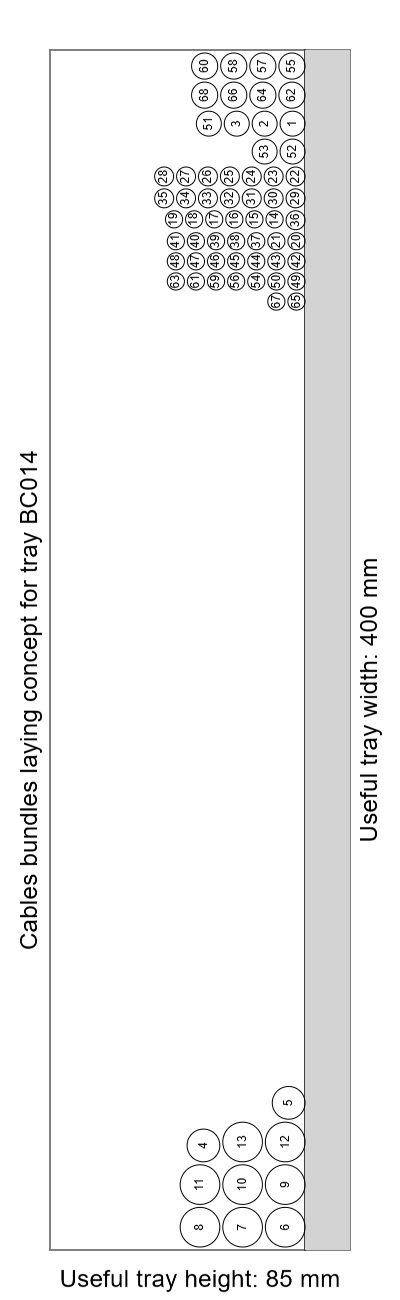 Cables bundles laying concept for tray BC014
60 58 57 55
68 66 64 62
51 3 2 1
53 52
28 27 26 25 24 23 22
35 34 33 32 31 30 29
19 18 17 16 15 14 36
41 40 39 38 37 21 20
48 47 46 45 44 43 42
63 61 59 56 54 50 49
67 65
5
4 13 12
11 10 9
8 7 6
Useful tray width: 400 mm
Useful tray height: 85 mm